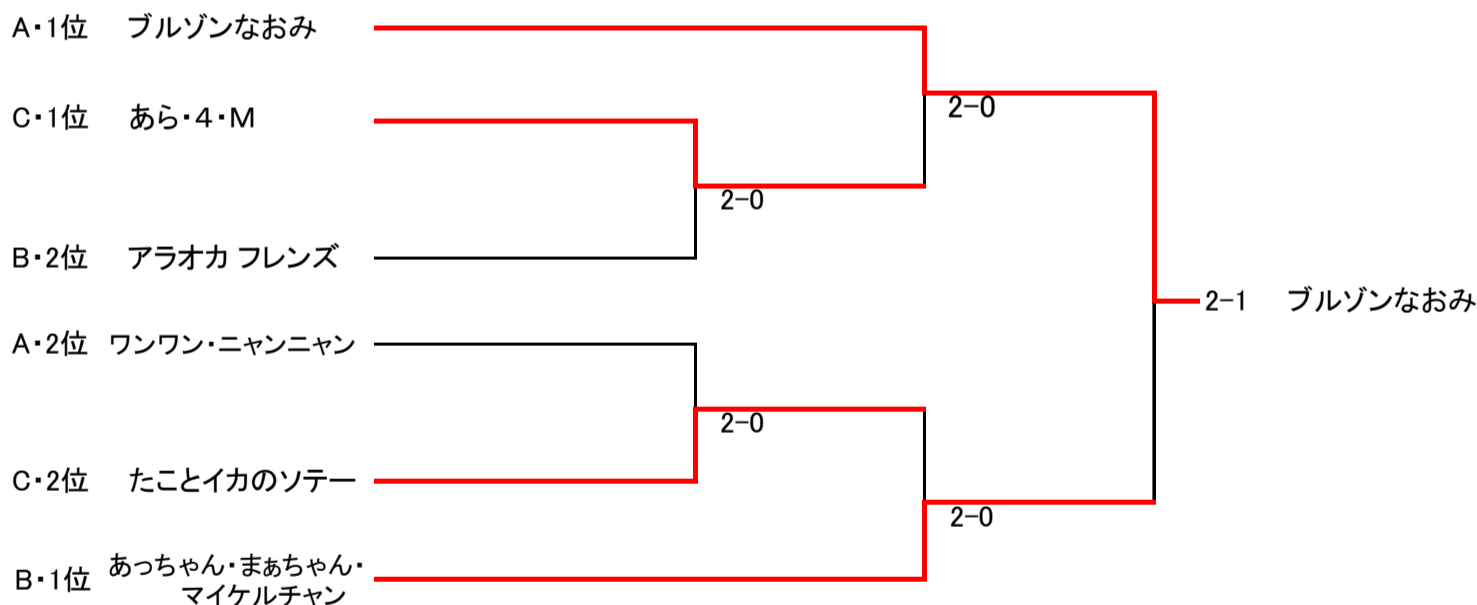 A・1位 ブルゾンなおみ
2-0
C・1位 あら・4・M
2-0
B・2位 アラオカ フレンズ
2-1 ブルゾンなおみ
A・2位 ワンワン・ニャンニャン
2-0
C・2位 たことイカのソテー
2-0
B・1位 あっちゃん・まぁちゃん・
マイケルチャン